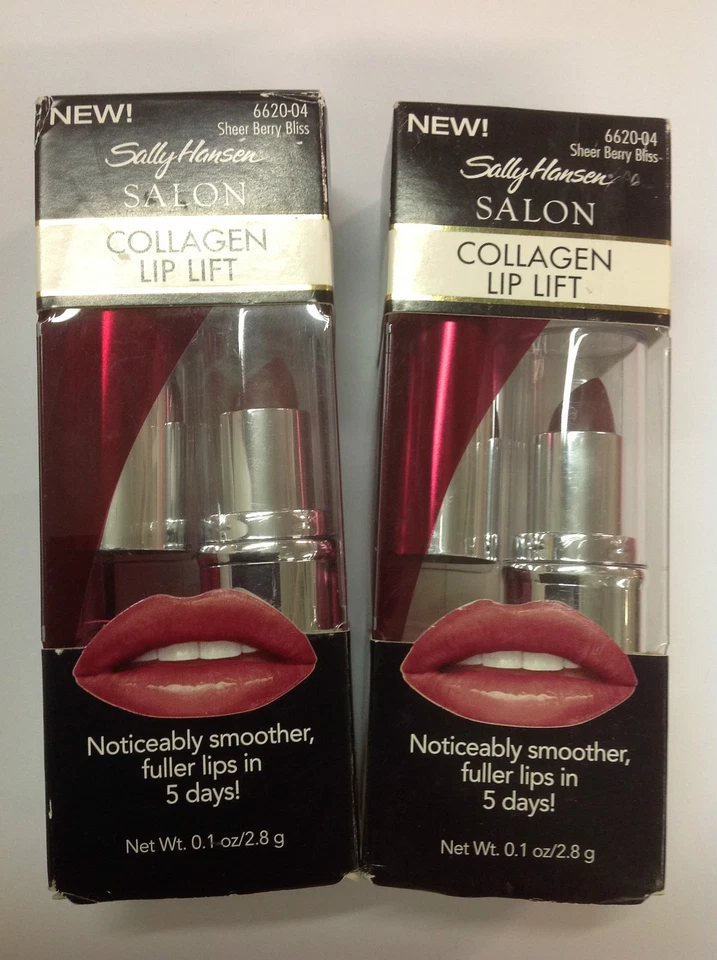 NEW!
6620-04
Sheer Berry Bliss
Sally Hansen
SALON
COLLAGEN
LIP LIFT
Noticeably smoother,
fuller lips in
5 days!
Net Wt. 0.1 oz/2.8 g
NEW!
6620-04
Sheer Berry Bliss
Sally Hansen
SALON
COLLAGEN
LIP LIFT
Noticeably smoother,
fuller lips in
5 days!
Net Wt. 0.1 oz/2.8 g